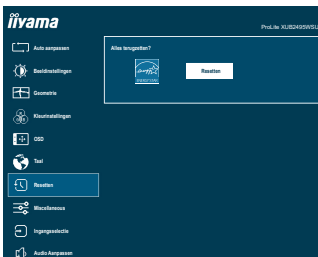 iiyama
ProLite XUB2495WSU
Auto aanpassen
Alles terugzetten?
Beeldinstellingen
Resetten
Geometrie
Kleurinstellingen
OSD
Taal
Resetten
Miscellaneous
Ingangsselectie
Audio Aanpassen